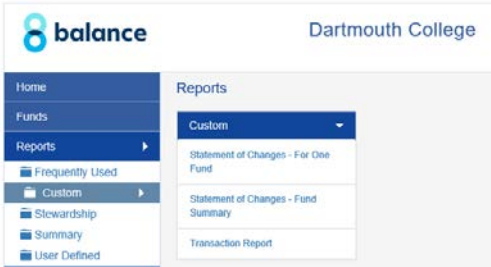 balance
Dartmouth College
Home
Funds
Reports
Frequently Used
Custom
Stewardship
Summary
User Defined
Reports
Custom
Statement of Changes - For One
Fund
Statement of Changes - Fund
Summary
Transaction Report